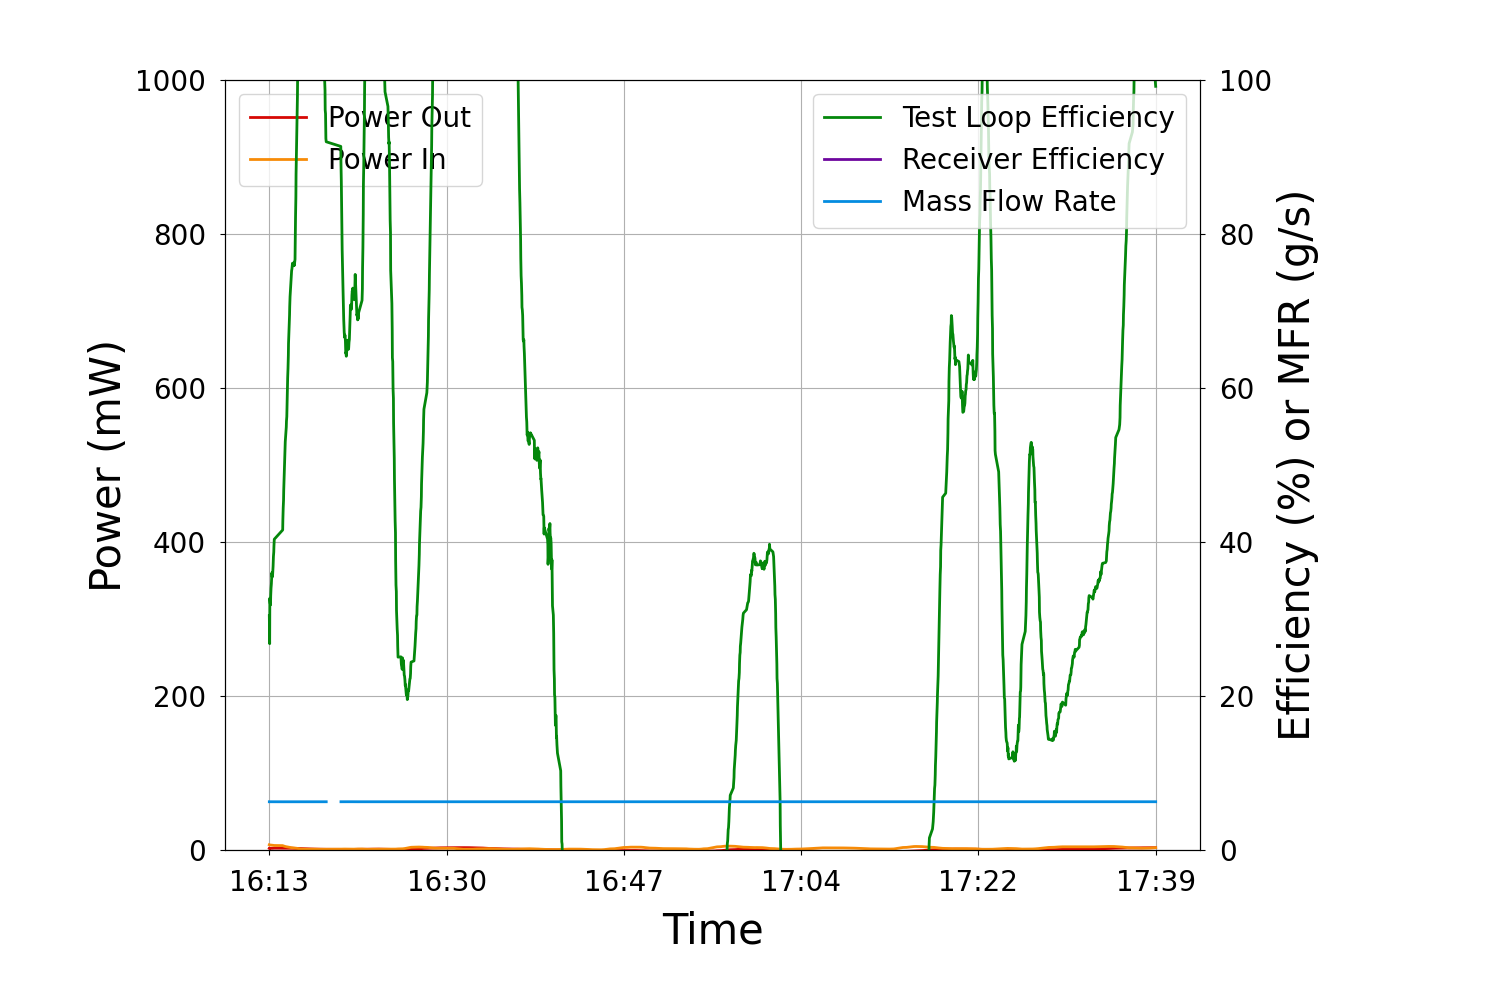 1000
800
600
400
200
0
Power (mW)
Power Out
Power In
Test Loop Efficiency
Receiver Efficiency
Mass Flow Rate
100
80
60
40
20
0
Efficiency (%) or MFR (g/s)
16:13 16:30 16:47 17:04 17:22 17:39
Time